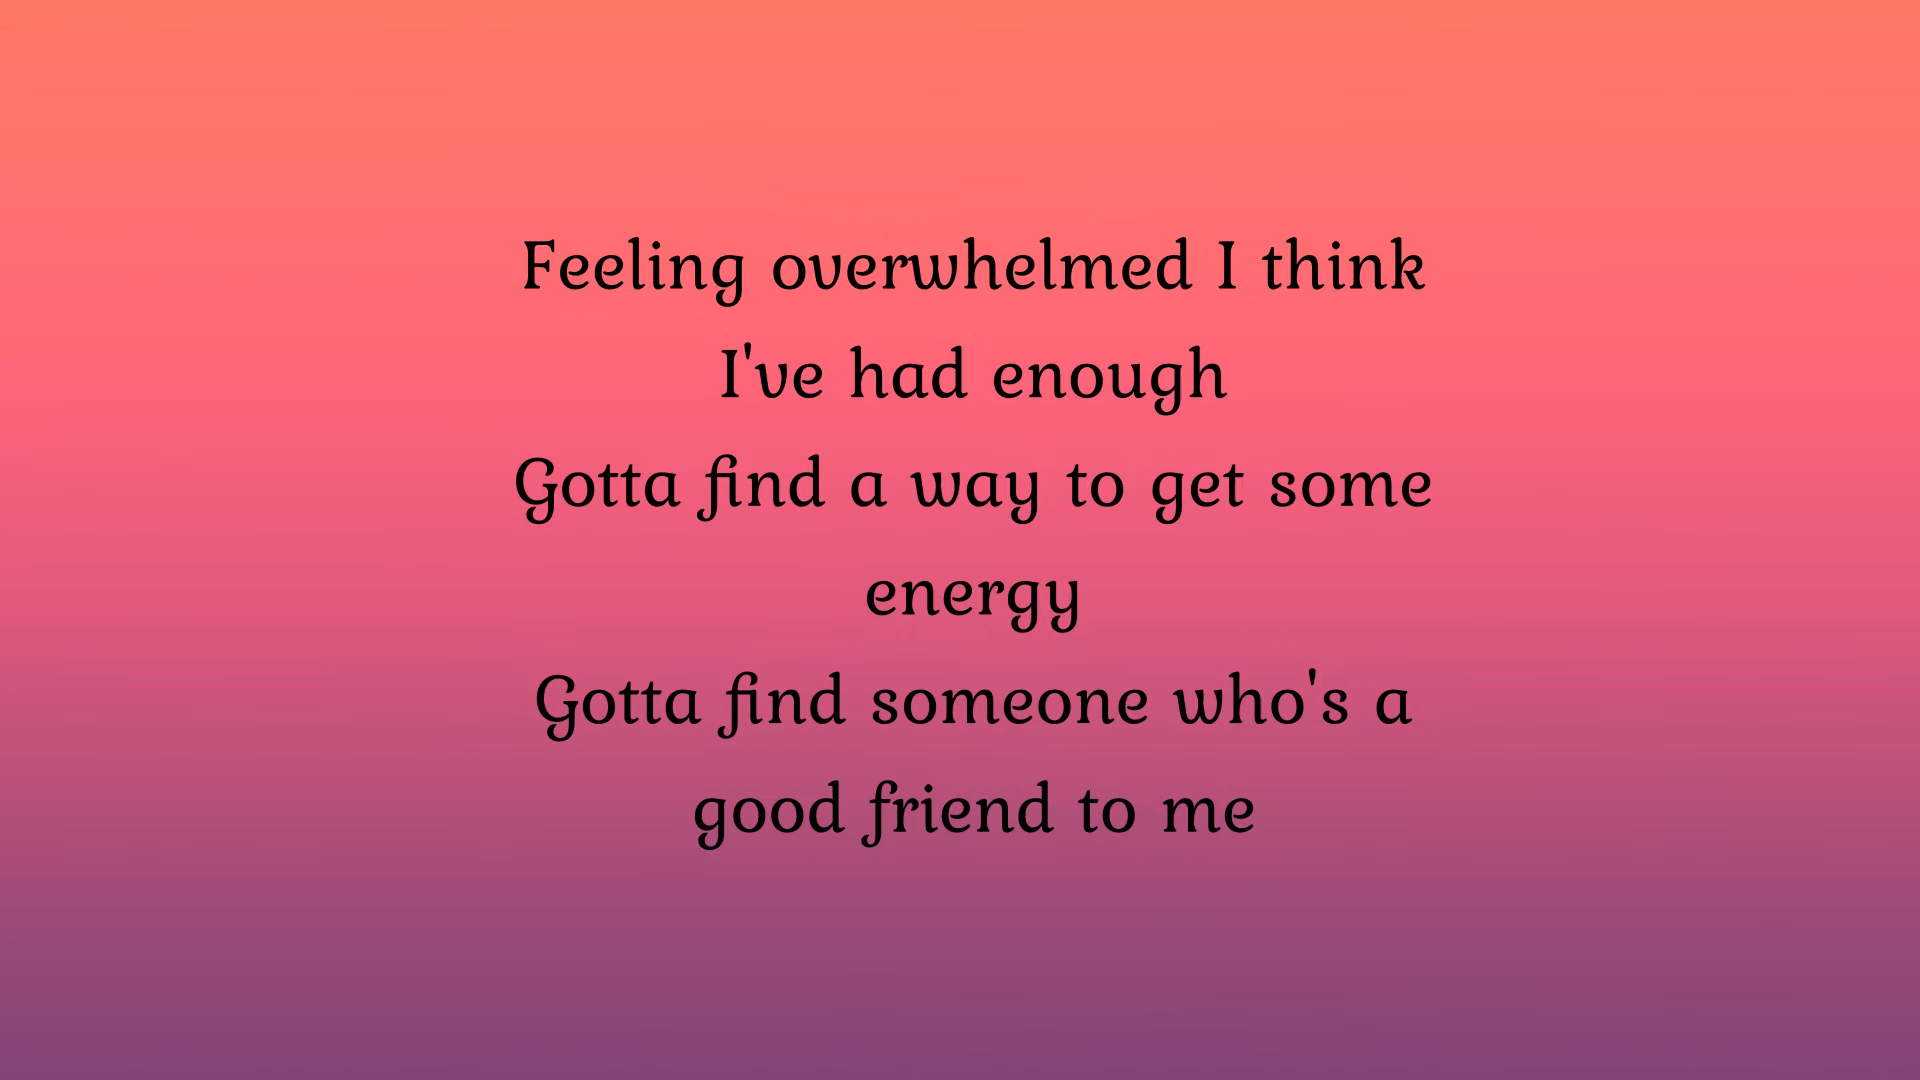 Feeling overwhelmed I think
I've had enough
Gotta find a way to get some
energy
Gotta find someone who's a
good friend to me